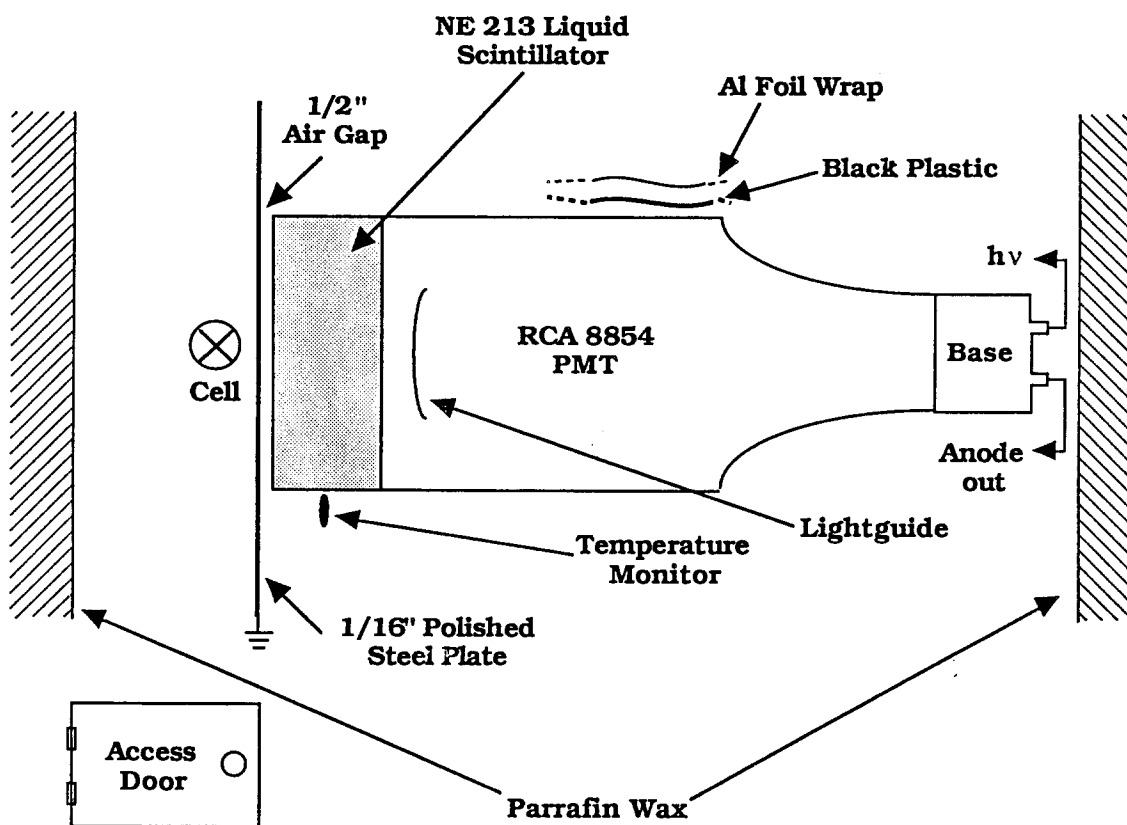 NE 213 Liquid
Scintillator
1/2"
Air Gap
Al Foil Wrap
Black Plastic
hν
RCA 8854
PMT
Base
Cell
Anode
out
Lightguide
Temperature
Monitor
1/16" Polished
Steel Plate
Access
Door
Parrafin Wax